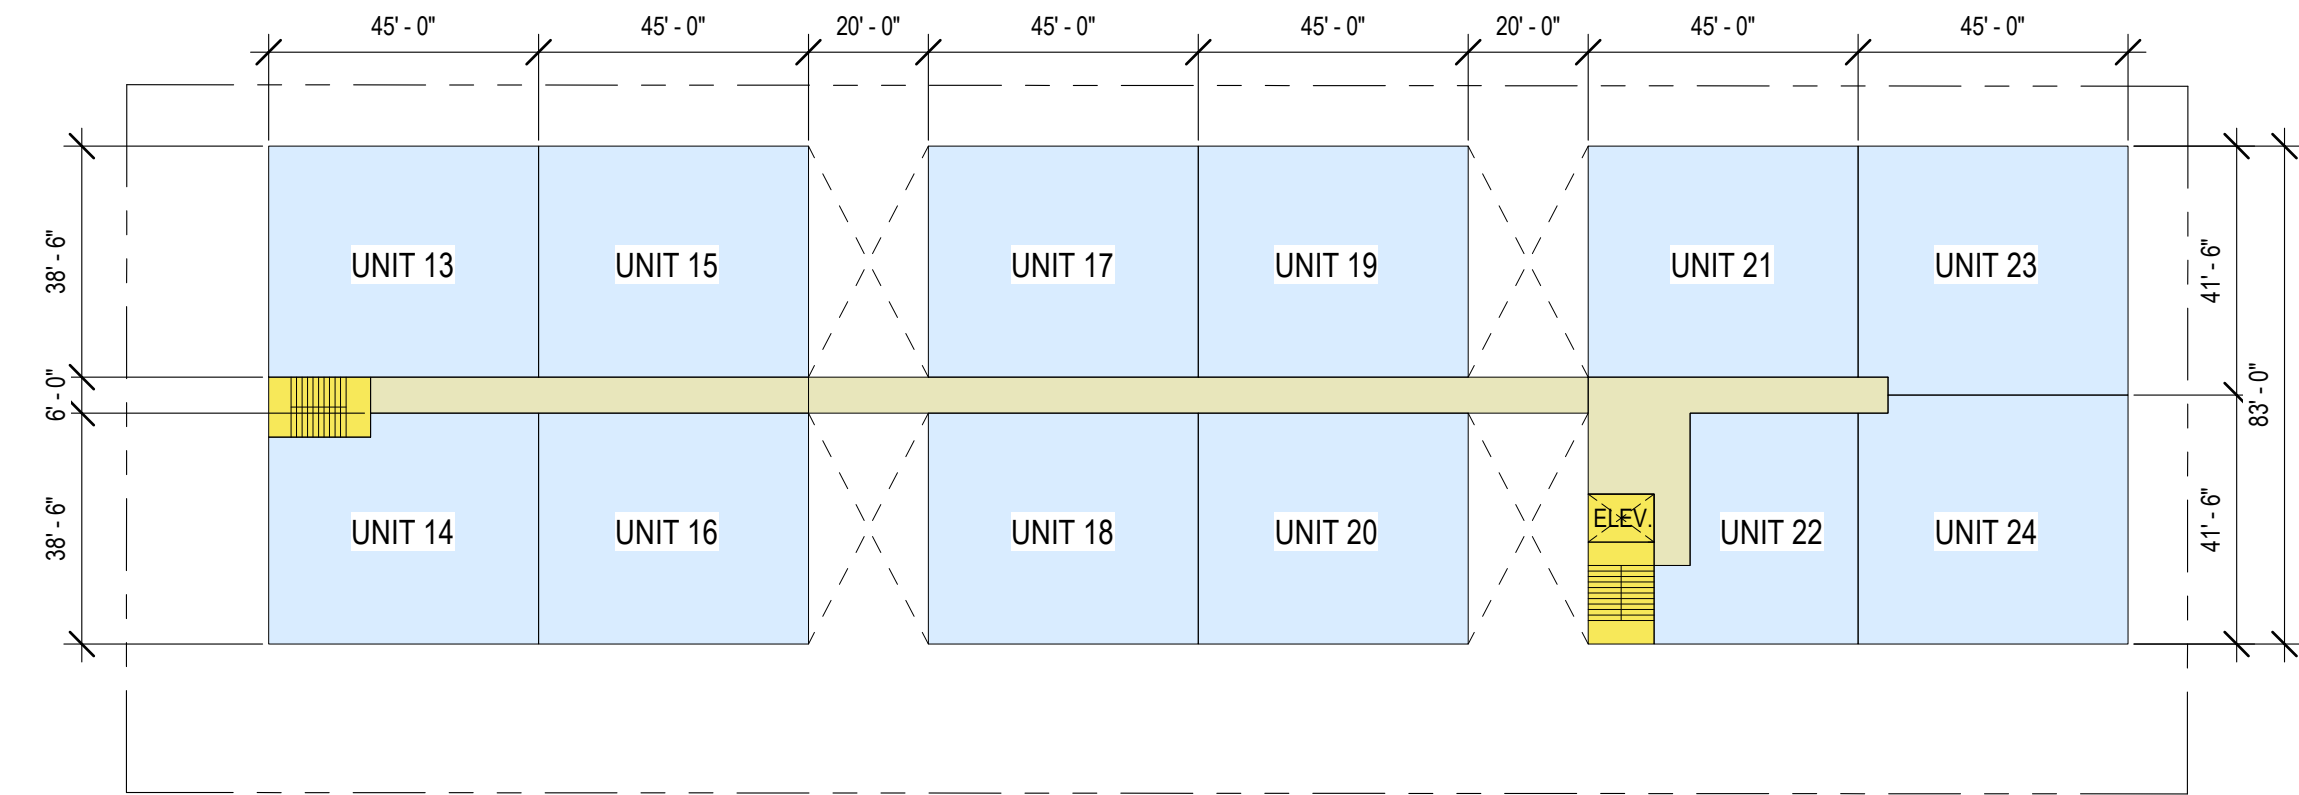 45' - 0"
45' - 0"
20' - 0"
45' - 0"
45' - 0"
20' - 0"
45' - 0"
45' - 0"
38' - 6"
6' - 0"
38' - 6"
UNIT 13
UNIT 15
UNIT 17
UNIT 19
UNIT 21
UNIT 23
UNIT 14
UNIT 16
UNIT 18
UNIT 20
ELEV.
UNIT 22
UNIT 24
41' - 6"
41' - 6"
83' - 0"